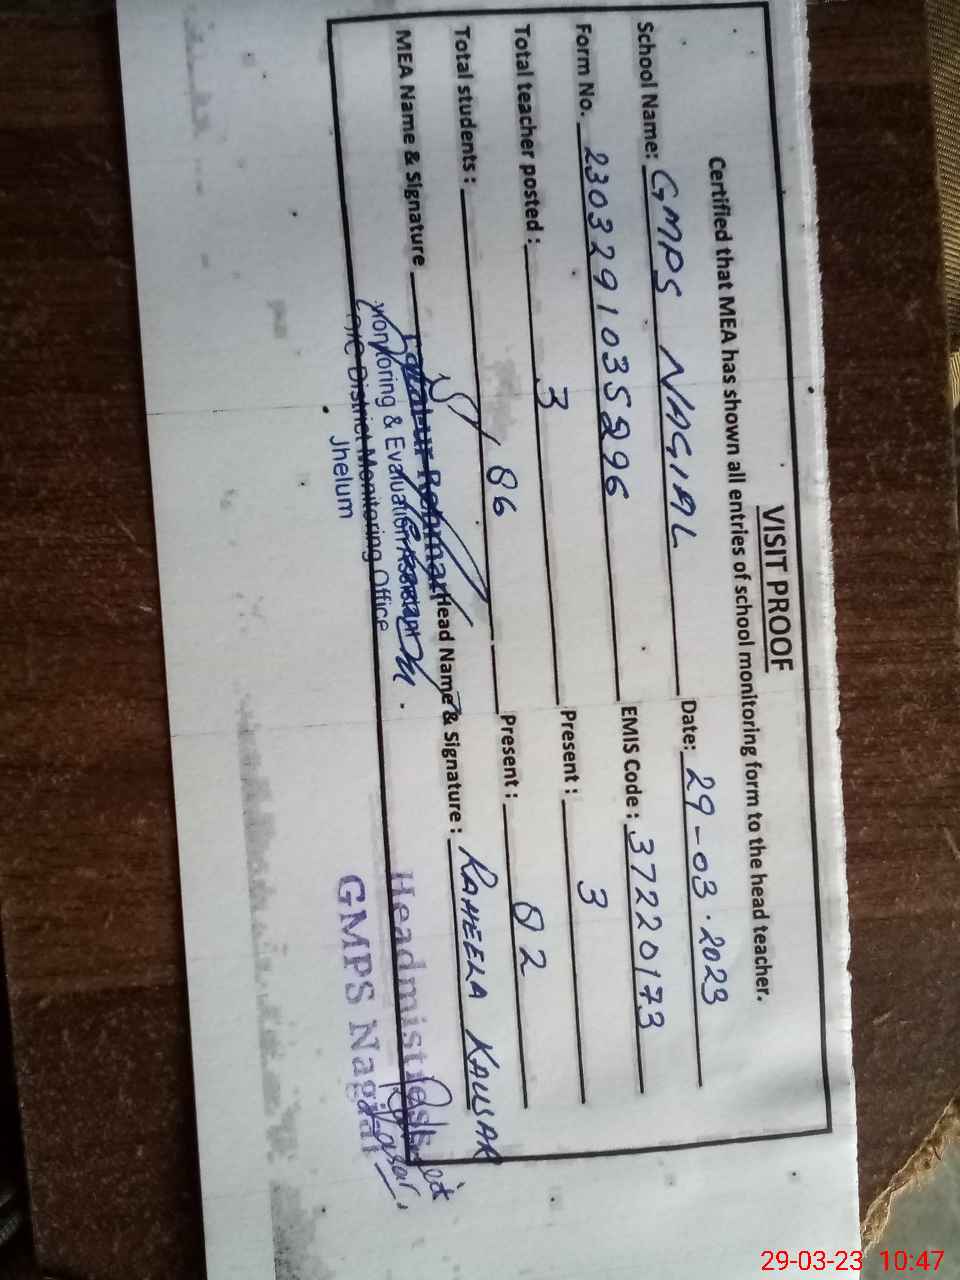 VISIT PROOF
Certified that MEA has shown all entries of school monitoring form to the head teacher.
School Name: GMPS NAGIAL Date: 29-03.2023
Form No. 2303291035296 EMIS Code: 37220173
Total teacher posted: 3 Present: 3
Total students: 86 Present: 82
MEA Name & Signature Head Name & Signature: RAHEELA KAUSAR
Monitoring & Evaluation Assistant
District Monitoring Office
Jhelum
Headmistress
GMPS Nagial
29-03-23 10:47